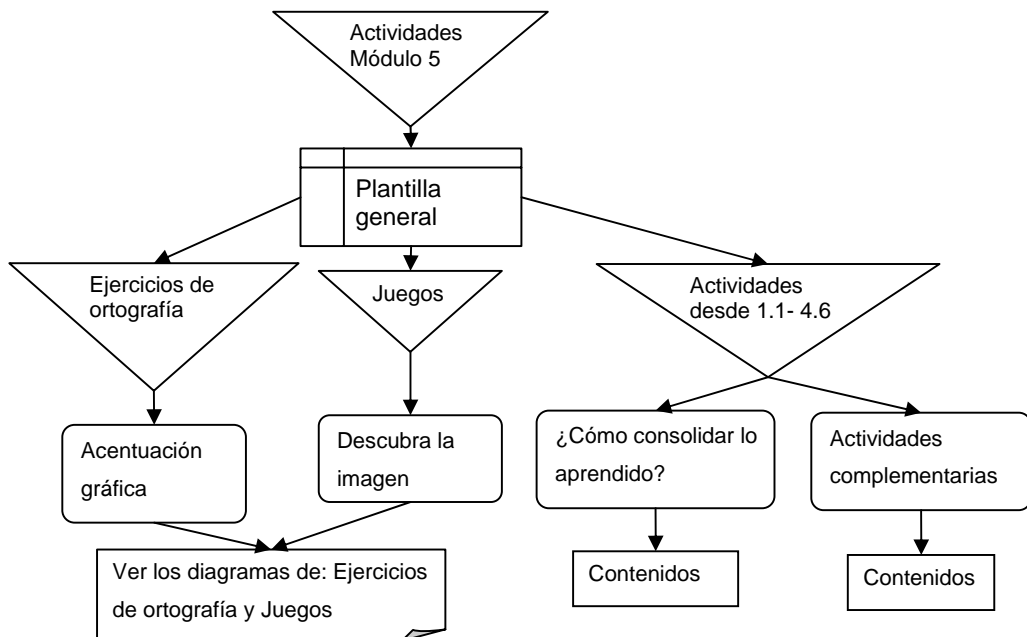 Actividades
Módulo 5
Plantilla
general
Ejercicios de
ortografía
Juegos
Actividades
desde 1.1- 4.6
Acentuación
gráfica
Descubra la
imagen
¿Cómo consolidar lo
aprendido?
Actividades
complementarias
Ver los diagramas de: Ejercicios
de ortografía y Juegos
Contenidos
Contenidos